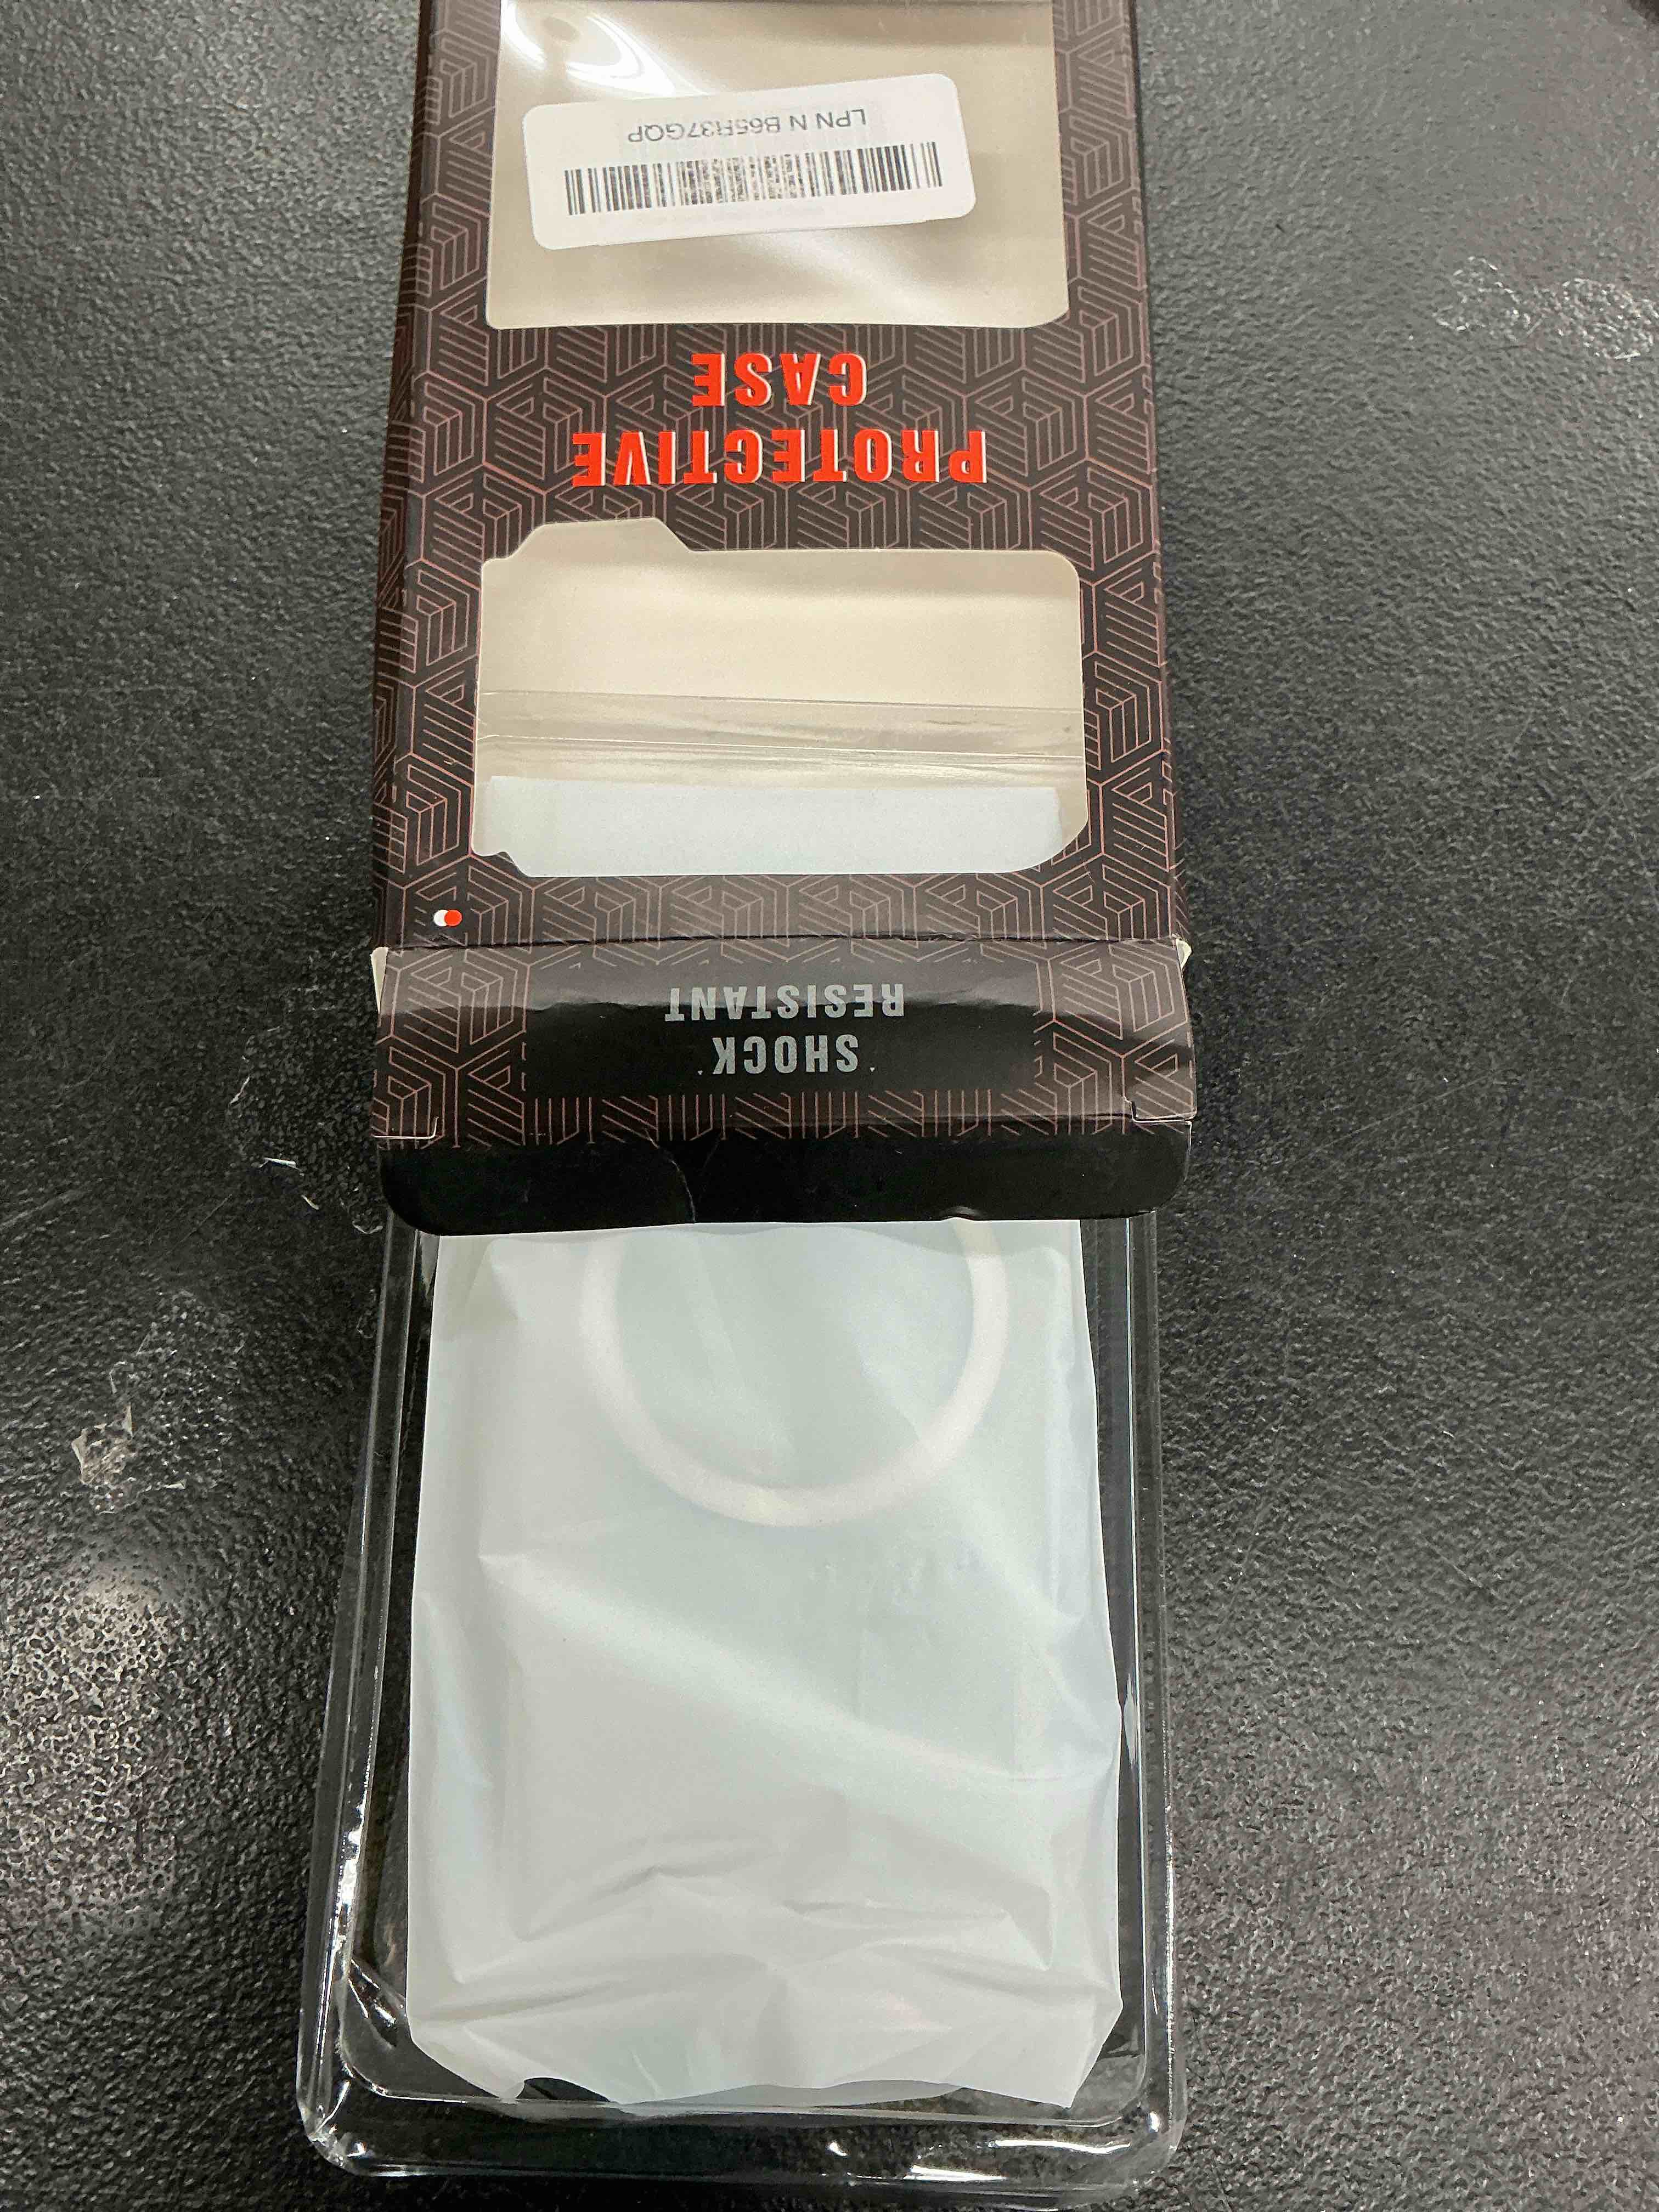 SHOCK
RESISTANT
PROTECTIVE
CASE
LPN N B65R37GQP